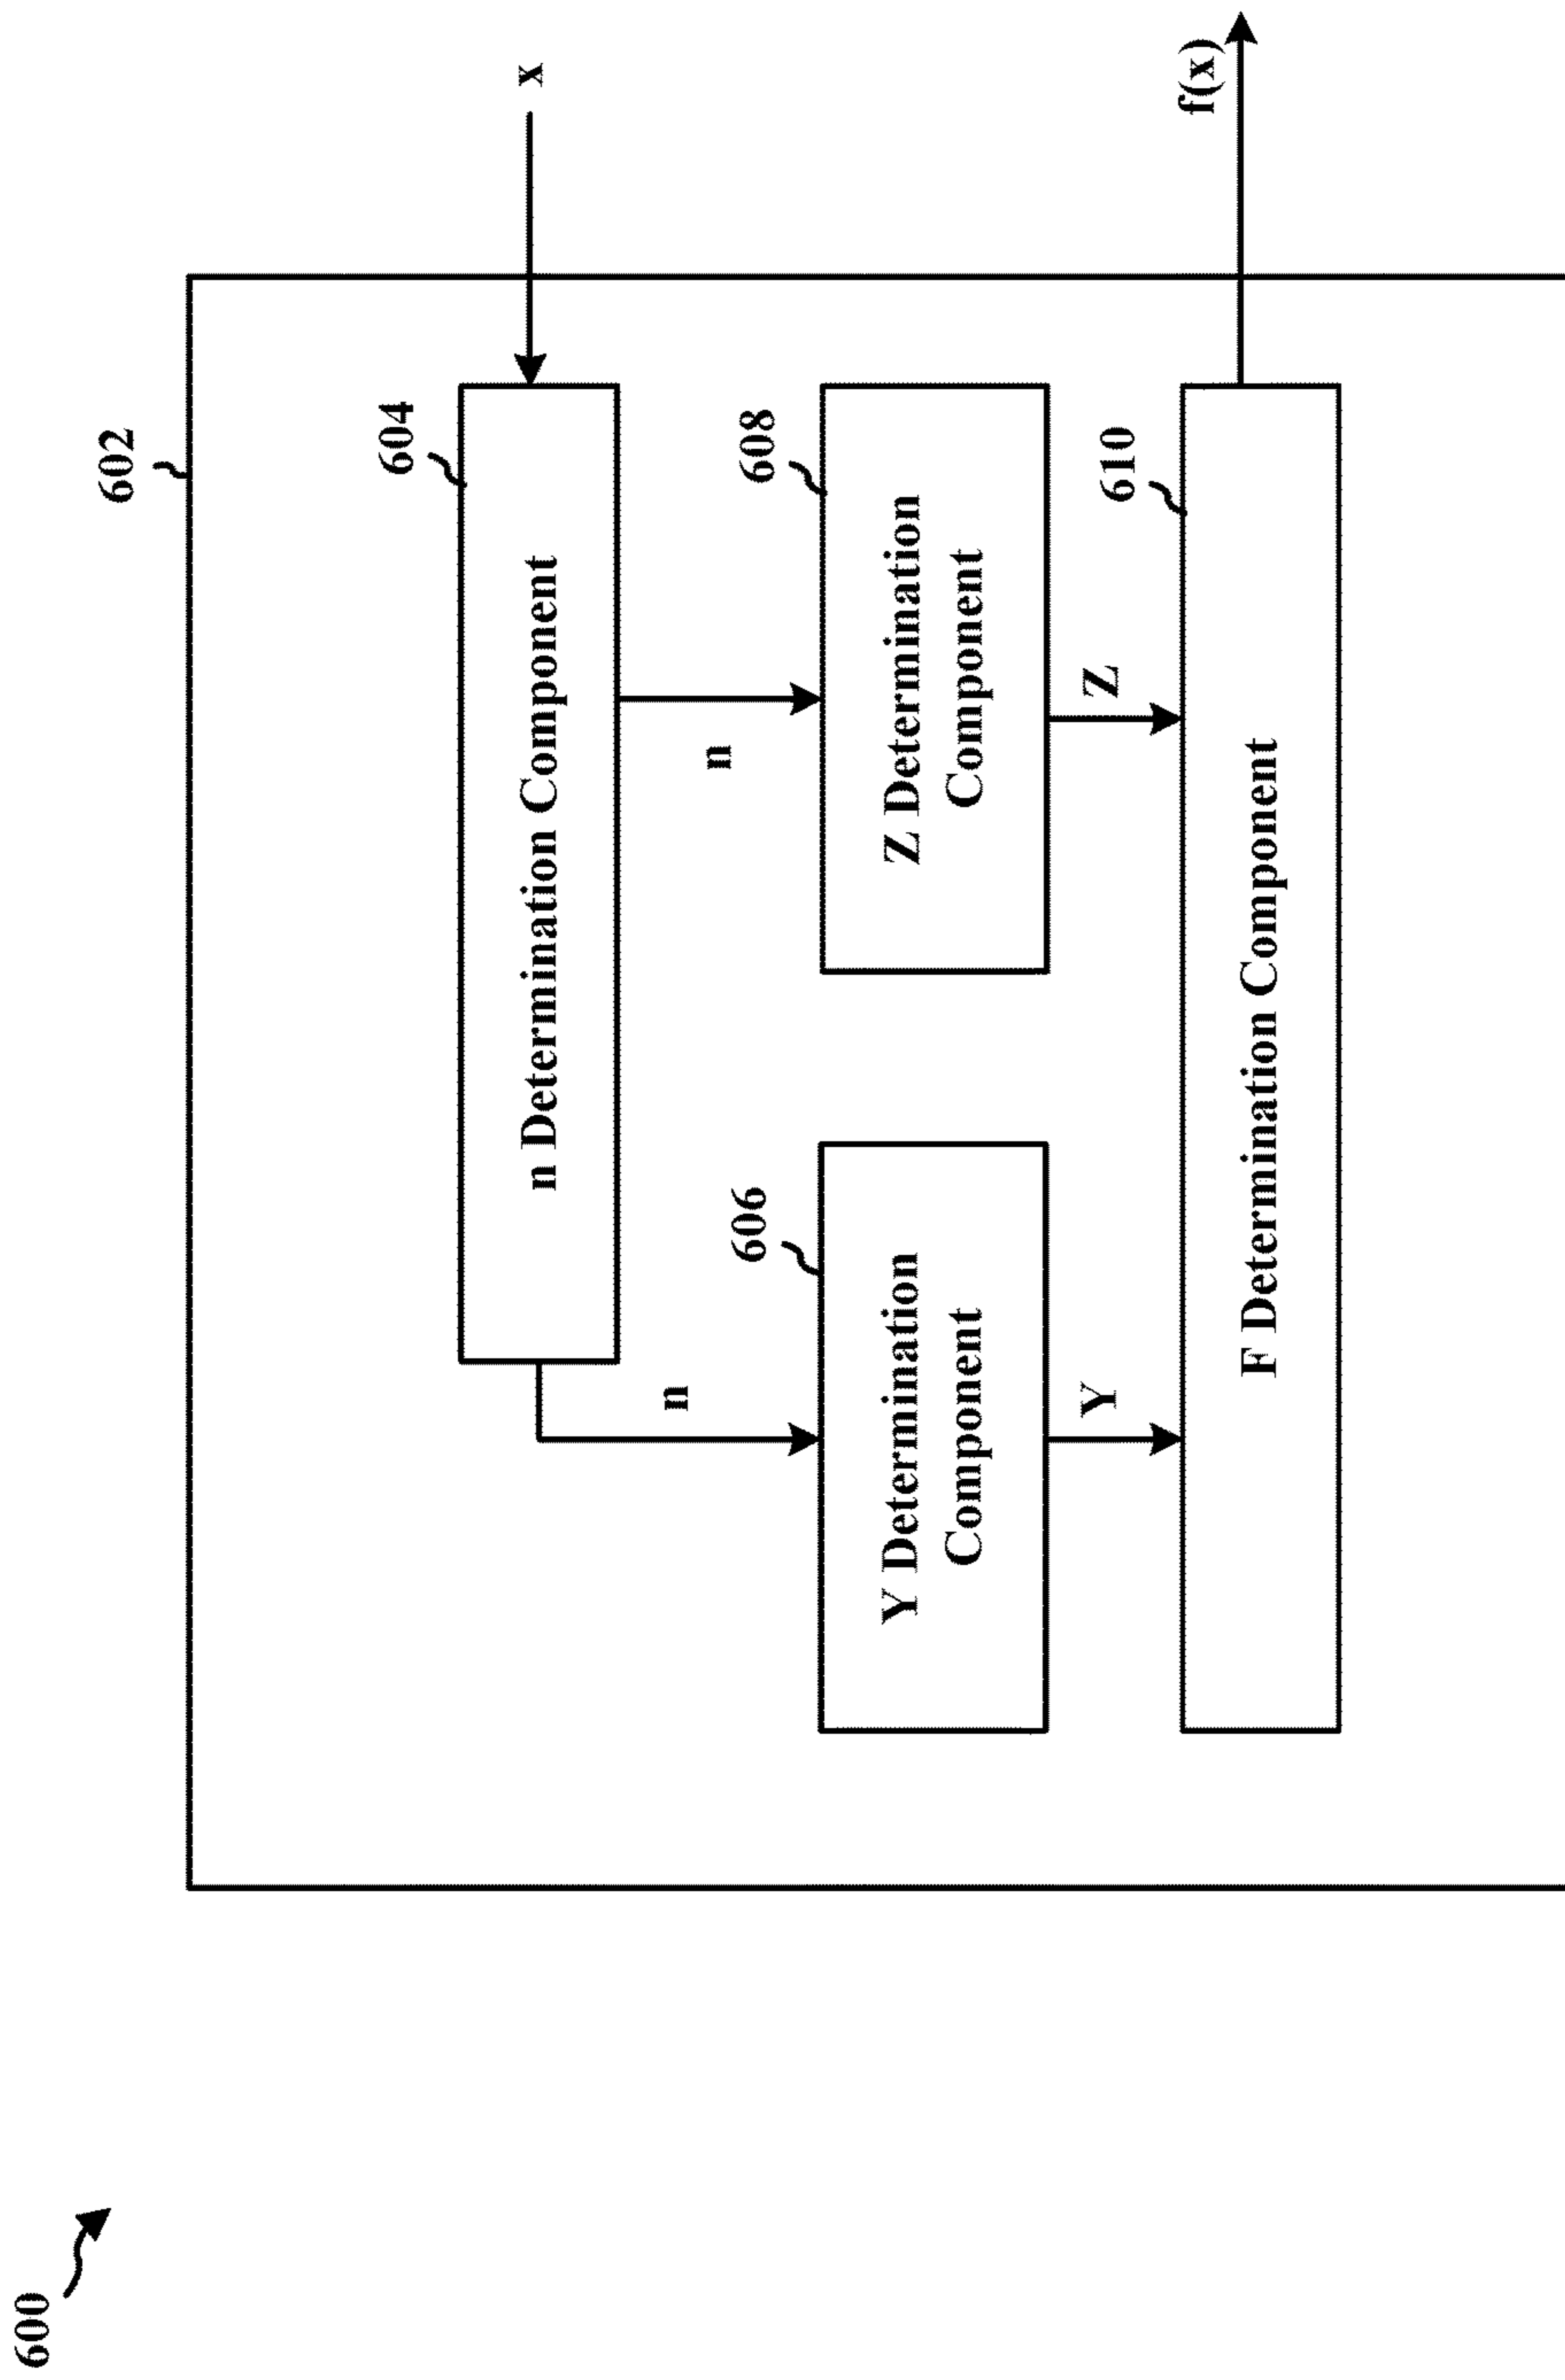 600
602
x
604
n Determination Component
n
n
606
Y Determination
Component
608
Z Determination
Component
Y
Z
610
F Determination Component
f(x)